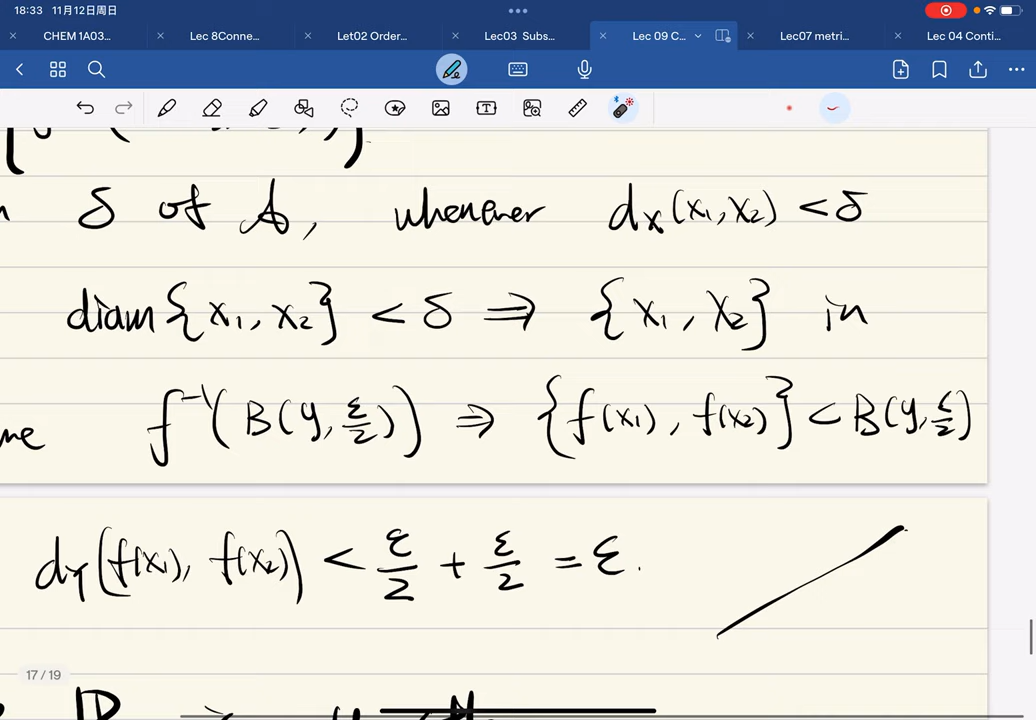 18:33 11月12日周日
CHEM 1A03... Lec 8Conne... Let02 Order... Lec03 Subs... Lec 09 C... Lec07 metri... Lec 04 Conti...
δ of A, whenever dₓ(x₁,x₂) < δ
diam{x₁,x₂} < δ ⇒ {x₁,x₂} in
f⁻¹(B(y,ε/2)) ⇒ {f(x₁),f(x₂)} ⊂ B(y,ε/2)
d_Y(f(x₁), f(x₂)) < ε/2 + ε/2 = ε.
17/19